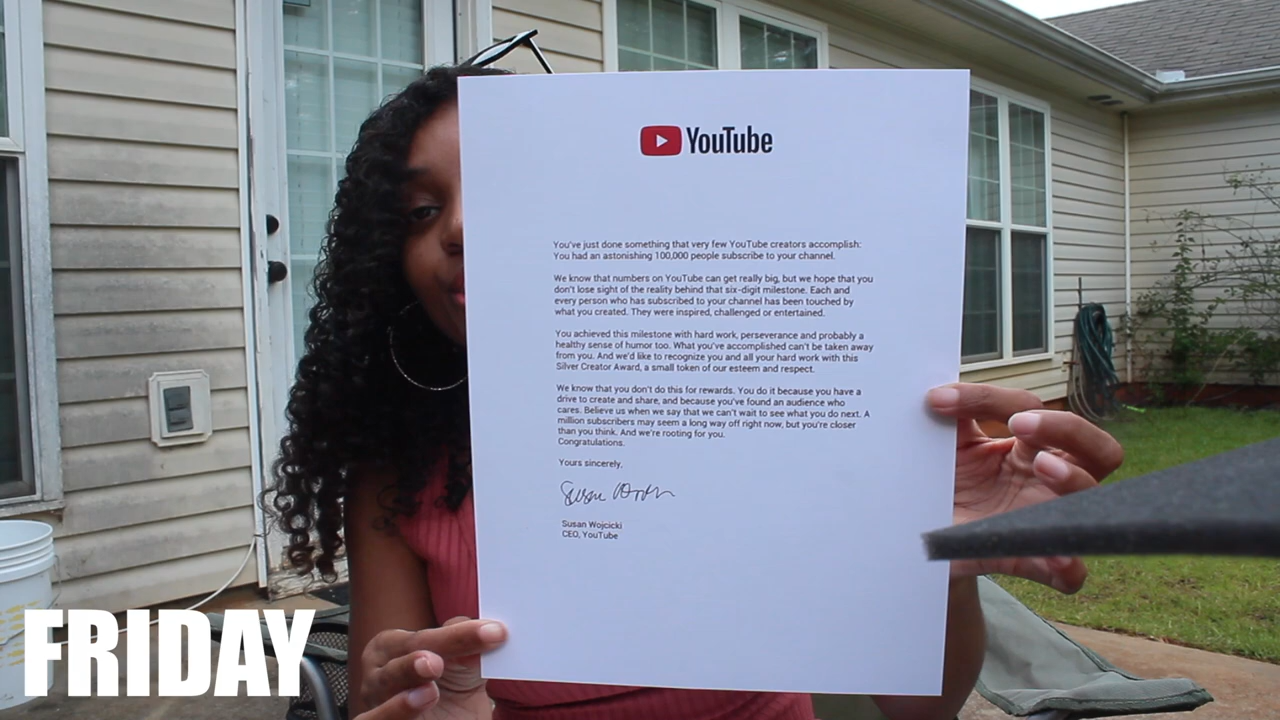 YouTube
You've just done something that very few YouTube creators accomplish:
You had an astonishing 100,000 people subscribe to your channel.
We know that numbers on YouTube can get really big, but we hope that you
don't lose sight of the reality behind that six-digit milestone. Each and
every person who has subscribed to your channel has been touched by
what you created. They were inspired, challenged or entertained.
You achieved this milestone with hard work, perseverance and probably a
healthy sense of humor too. What you've accomplished can't be taken away
from you. And we'd like to recognize you and all your hard work with this
Silver Creator Award, a small token of our esteem and respect.
We know that you don't do this for rewards. You do it because you have a
drive to create and share, and because you've found an audience who
cares. Believe us when we say that we can't wait to see what you do next. A
million subscribers may seem a long way off right now, but you're closer
than you think. And we're rooting for you.
Congratulations.
Yours sincerely,
Susan Wojcicki
CEO, YouTube
FRIDAY